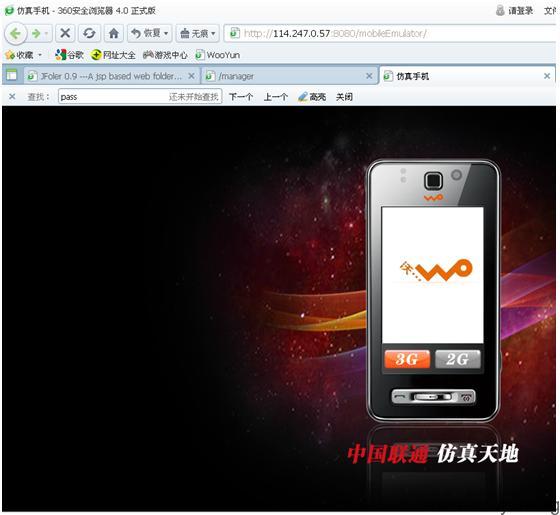 仿真手机 - 360安全浏览器 4.0 正式版
请登录 文
恢复 无痕 http://114.247.0.57:8080/mobileEmulator/
收藏 谷歌 网址大全 游戏中心 WooYun
JFoler 0.9 ---A jsp based web folder... /manager 仿真手机
查找: pass 还未开始查找 下一个 上一个 高亮 关闭
3G 2G
中国联通 仿真天地